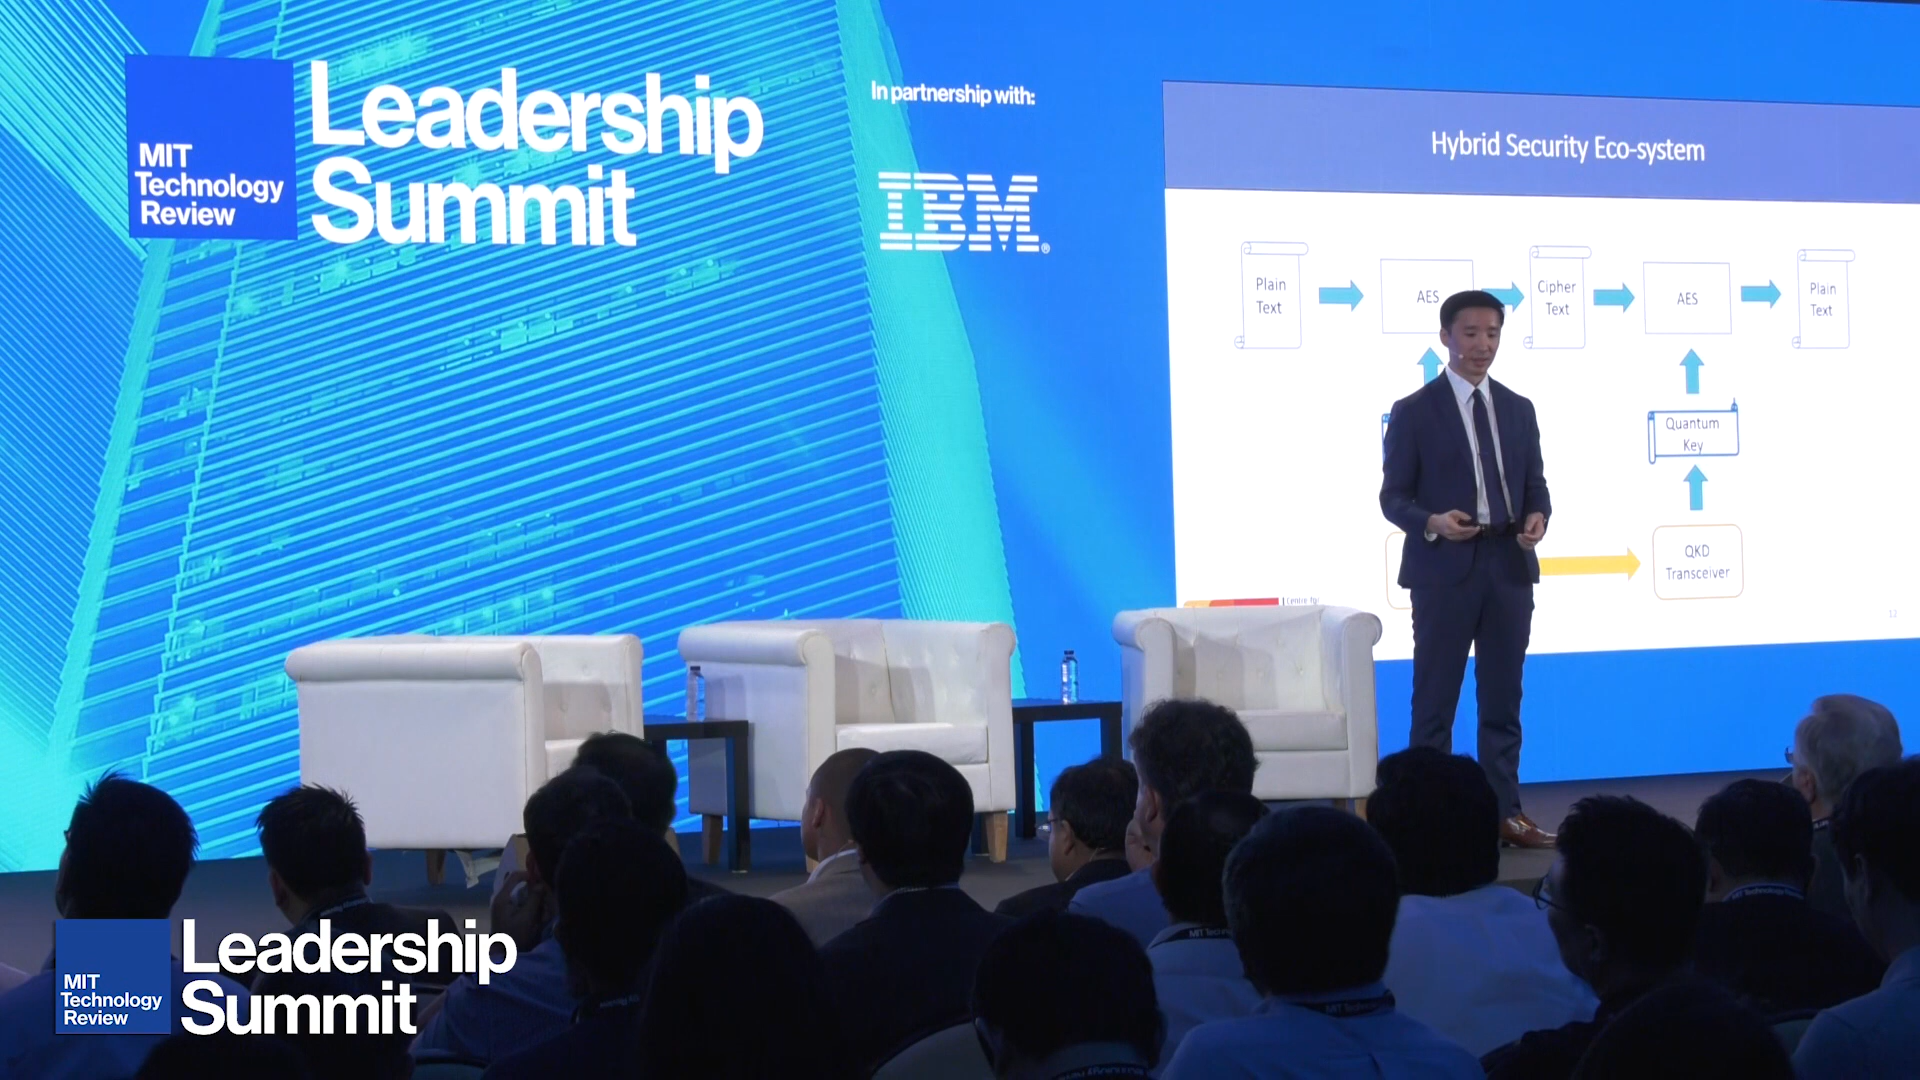 MIT
Technology
Review
Leadership
Summit
In partnership with:
IBM®
Hybrid Security Eco-system
Plain
Text
AES
Cipher
Text
AES
Plain
Text
Quantum
Key
QKD
Transceiver
12
MIT
Technology
Review
Leadership
Summit